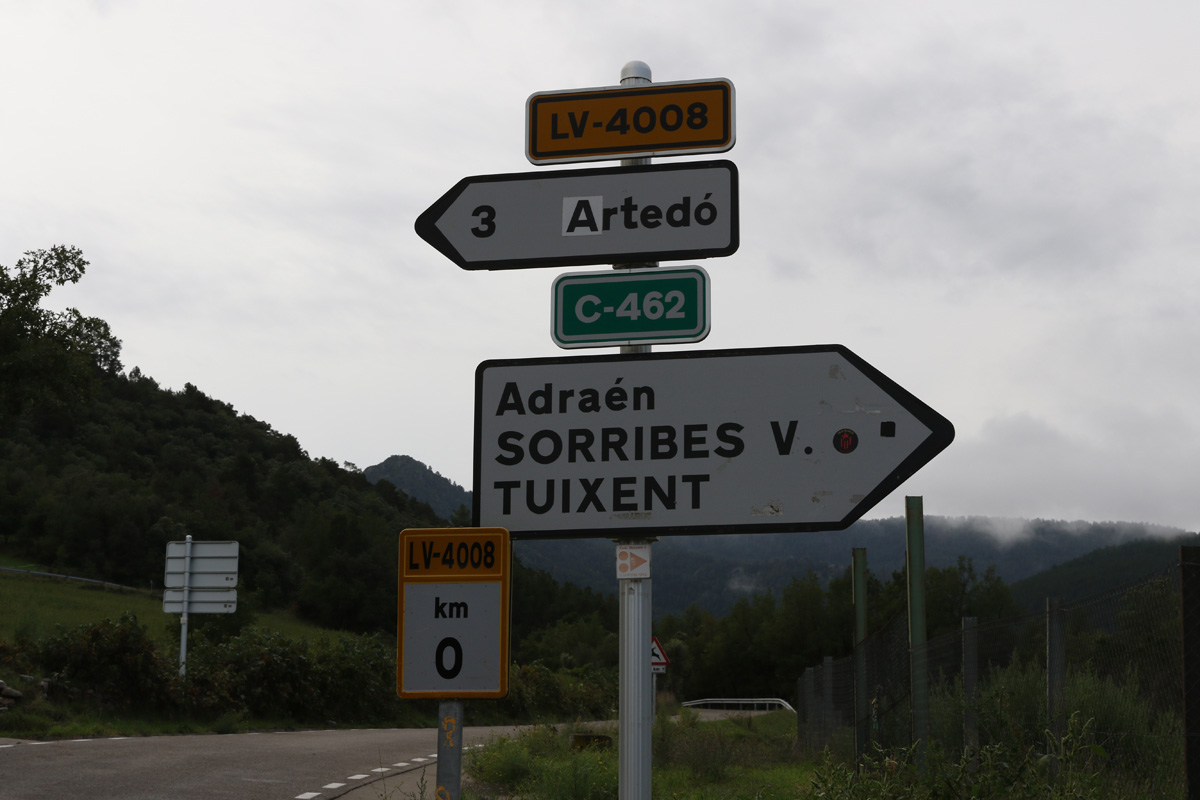 LV-4008
3 Artedó
C-462
Adraén
SORRIBES V.
TUIXENT
LV-4008
km
0